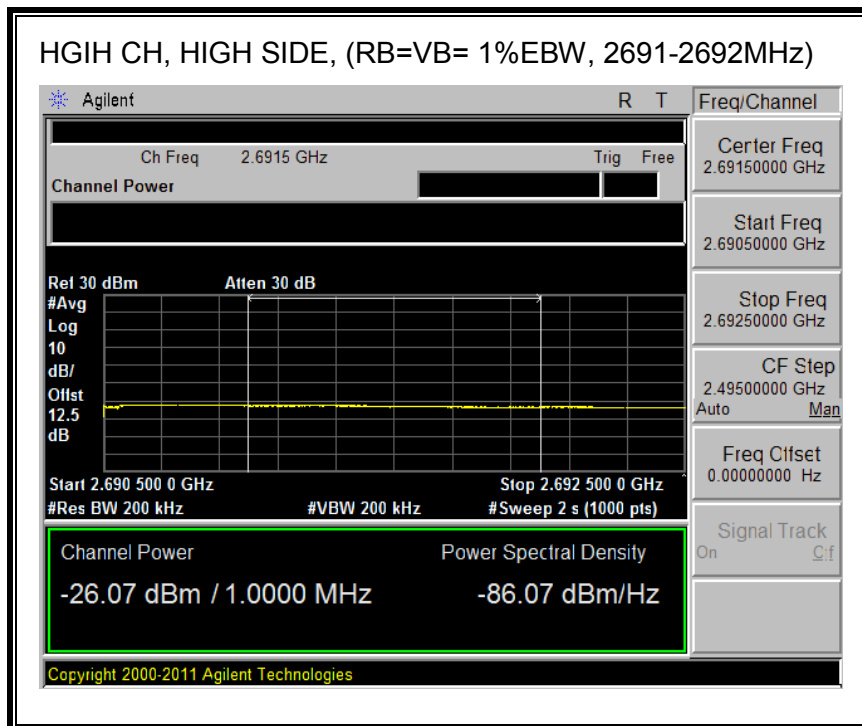 HGIH CH, HIGH SIDE, (RB=VB= 1%EBW, 2691-2692MHz)
Agilent R T
Ch Freq 2.6915 GHz Trig Free
Channel Power
Ref 30 dBm Atten 30 dB
#Avg
Log
10
dB/
Offst
12.5
dB
Start 2.690 500 0 GHz Stop 2.692 500 0 GHz
#Res BW 200 kHz #VBW 200 kHz #Sweep 2 s (1000 pts)
Channel Power Power Spectral Density
-26.07 dBm / 1.0000 MHz -86.07 dBm/Hz
Copyright 2000-2011 Agilent Technologies
Freq/Channel
Center Freq
2.69150000 GHz
Start Freq
2.69050000 GHz
Stop Freq
2.69250000 GHz
CF Step
2.49500000 GHz
Auto Man
Freq Offset
0.00000000 Hz
Signal Track
On Off